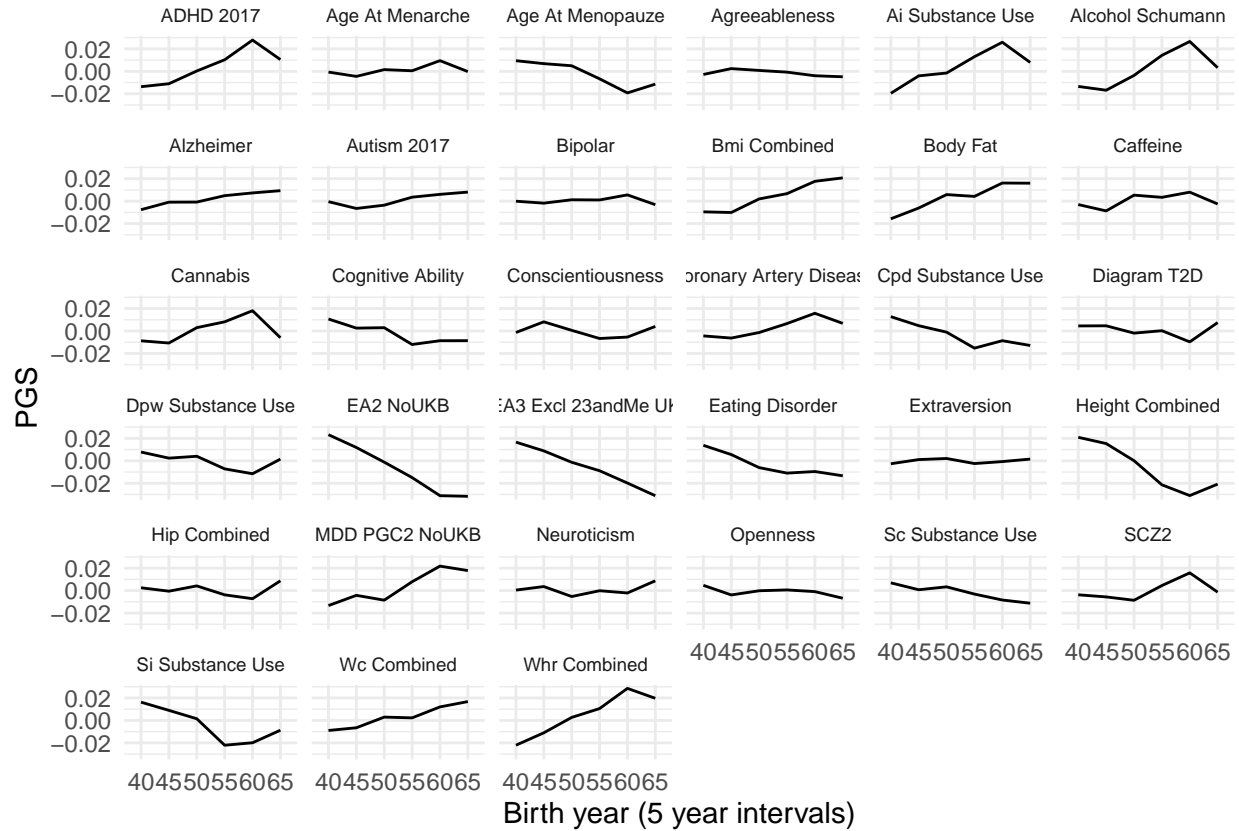 ADHD 2017 Age At Menarche Age At Menopauze Agreeableness Ai Substance Use Alcohol Schumann
0.02
0.00
−0.02
Alzheimer Autism 2017 Bipolar Bmi Combined Body Fat Caffeine
0.02
0.00
−0.02
Cannabis Cognitive Ability Conscientiousness oronary Artery Diseas Cpd Substance Use Diagram T2D
0.02
0.00
−0.02
PGS
Dpw Substance Use EA2 NoUKB EA3 Excl 23andMe UK Eating Disorder Extraversion Height Combined
0.02
0.00
−0.02
Hip Combined MDD PGC2 NoUKB Neuroticism Openness Sc Substance Use SCZ2
0.02
0.00
−0.02
404550556065 404550556065 404550556065
Si Substance Use Wc Combined Whr Combined
0.02
0.00
−0.02
404550556065 404550556065 404550556065
Birth year (5 year intervals)